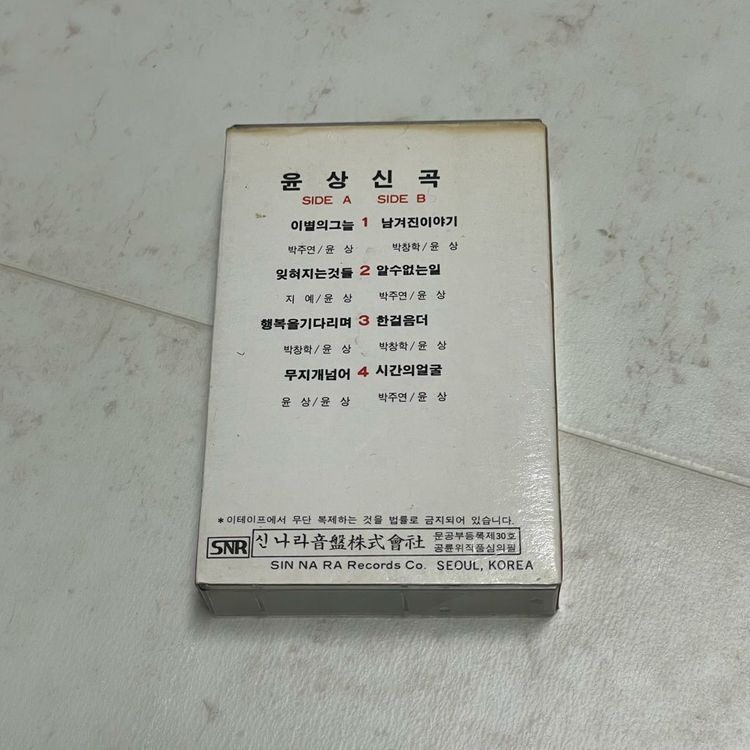 윤 상 신 곡
SIDE A SIDE B
이별의그늘 1 남겨진이야기
박주연/윤 상 박창학/윤 상
잊혀지는것들 2 알수없는일
지 예/윤 상 박주연/윤 상
행복을기다리며 3 한걸음더
박창학/윤 상 박창학/윤 상
무지개넘어 4 시간의얼굴
윤 상/윤 상 박주연/윤 상
*이테이프에서 무단 복제하는 것을 법률로 금지되어 있습니다.
SNR 신나라音盤株式會社 문공부등록제30호
공륜위작품심의필
SIN NA RA Records Co. SEOUL, KOREA